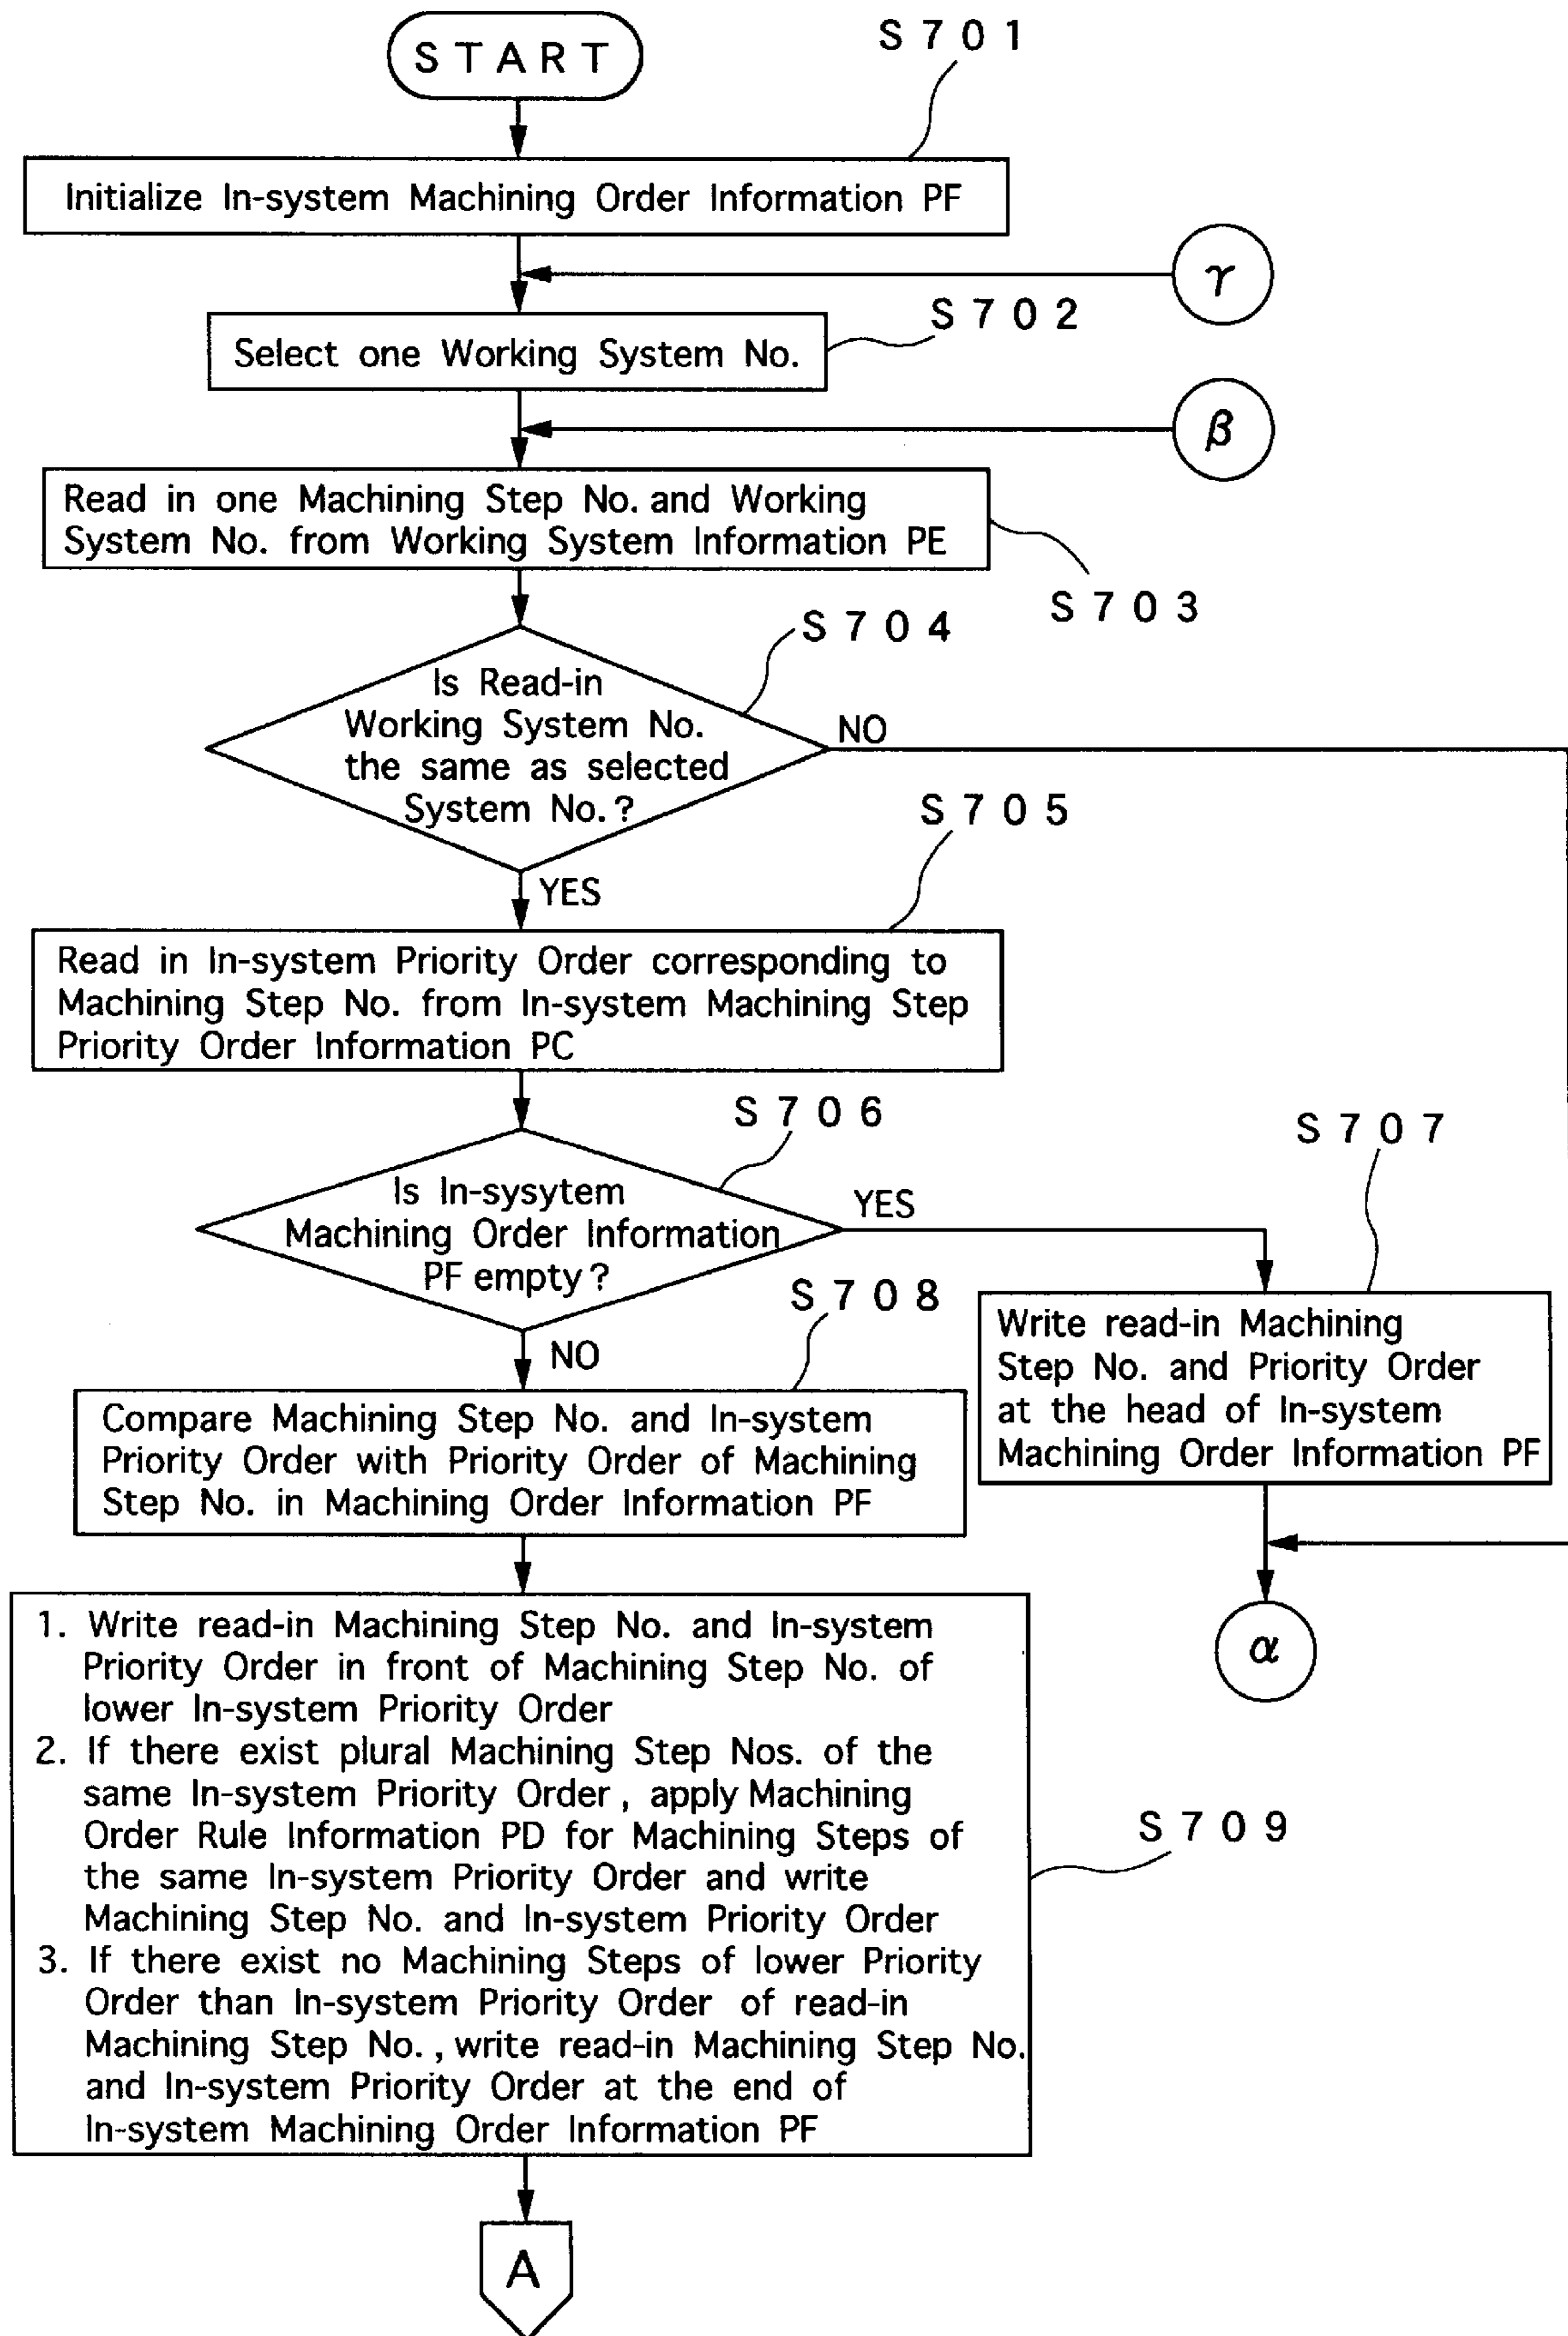 START
S701
Initialize In-system Machining Order Information PF
γ
S702
Select one Working System No.
β
Read in one Machining Step No. and Working
System No. from Working System Information PE
S703
S704
Is Read-in
Working System No.
the same as selected
System No.?
NO
S705
YES
Read in In-system Priority Order corresponding to
Machining Step No. from In-system Machining Step
Priority Order Information PC
S706
S707
Is In-sysytem
Machining Order Information
PF empty?
YES
S708
NO
Write read-in Machining
Step No. and Priority Order
at the head of In-system
Machining Order Information PF
Compare Machining Step No. and In-system
Priority Order with Priority Order of Machining
Step No. in Machining Order Information PF
α
1. Write read-in Machining Step No. and In-system
Priority Order in front of Machining Step No. of
lower In-system Priority Order
2. If there exist plural Machining Step Nos. of the
same In-system Priority Order, apply Machining
Order Rule Information PD for Machining Steps of
the same In-system Priority Order and write
Machining Step No. and In-system Priority Order
3. If there exist no Machining Steps of lower Priority
Order than In-system Priority Order of read-in
Machining Step No., write read-in Machining Step No.
and In-system Priority Order at the end of
In-system Machining Order Information PF
S709
A